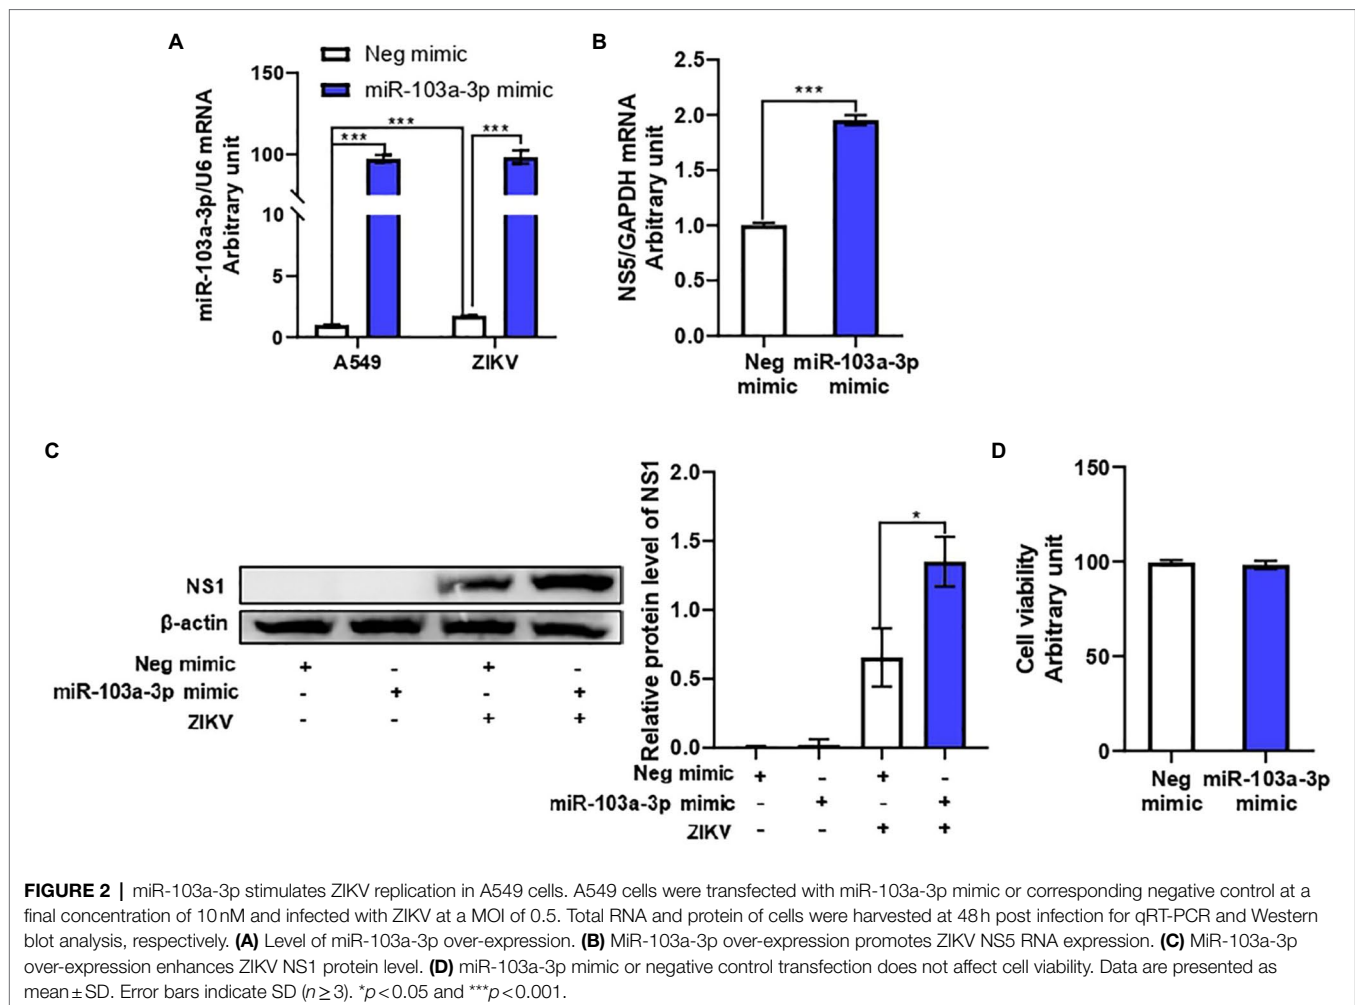 A
Neg mimic
miR-103a-3p mimic
miR-103a-3p/U6 mRNA
Arbitrary unit
150
100
10
5
0
***
***
***
A549
ZIKV
B
NS5/GAPDH mRNA
Arbitrary unit
2.5
2.0
1.5
1.0
0.5
0.0
***
Neg miR-103a-3p
mimic mimic
C
NS1
β-actin
Neg mimic + - + -
miR-103a-3p mimic - + - +
ZIKV - - + +
Relative protein level of NS1
2.0
1.5
1.0
0.5
0.0
*
Neg mimic + - + -
miR-103a-3p mimic - + - +
ZIKV - - + +
D
Cell viability
Arbitrary unit
150
100
50
0
Neg miR-103a-3p
mimic mimic
FIGURE 2 | miR-103a-3p stimulates ZIKV replication in A549 cells. A549 cells were transfected with miR-103a-3p mimic or corresponding negative control at a
final concentration of 10 nM and infected with ZIKV at a MOI of 0.5. Total RNA and protein of cells were harvested at 48 h post infection for qRT-PCR and Western
blot analysis, respectively. (A) Level of miR-103a-3p over-expression. (B) MiR-103a-3p over-expression promotes ZIKV NS5 RNA expression. (C) MiR-103a-3p
over-expression enhances ZIKV NS1 protein level. (D) miR-103a-3p mimic or negative control transfection does not affect cell viability. Data are presented as
mean ± SD. Error bars indicate SD (n ≥ 3). *p < 0.05 and ***p < 0.001.